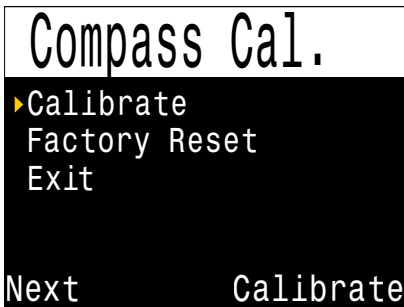 Compass Cal.
Calibrate
Factory Reset
Exit
Next Calibrate